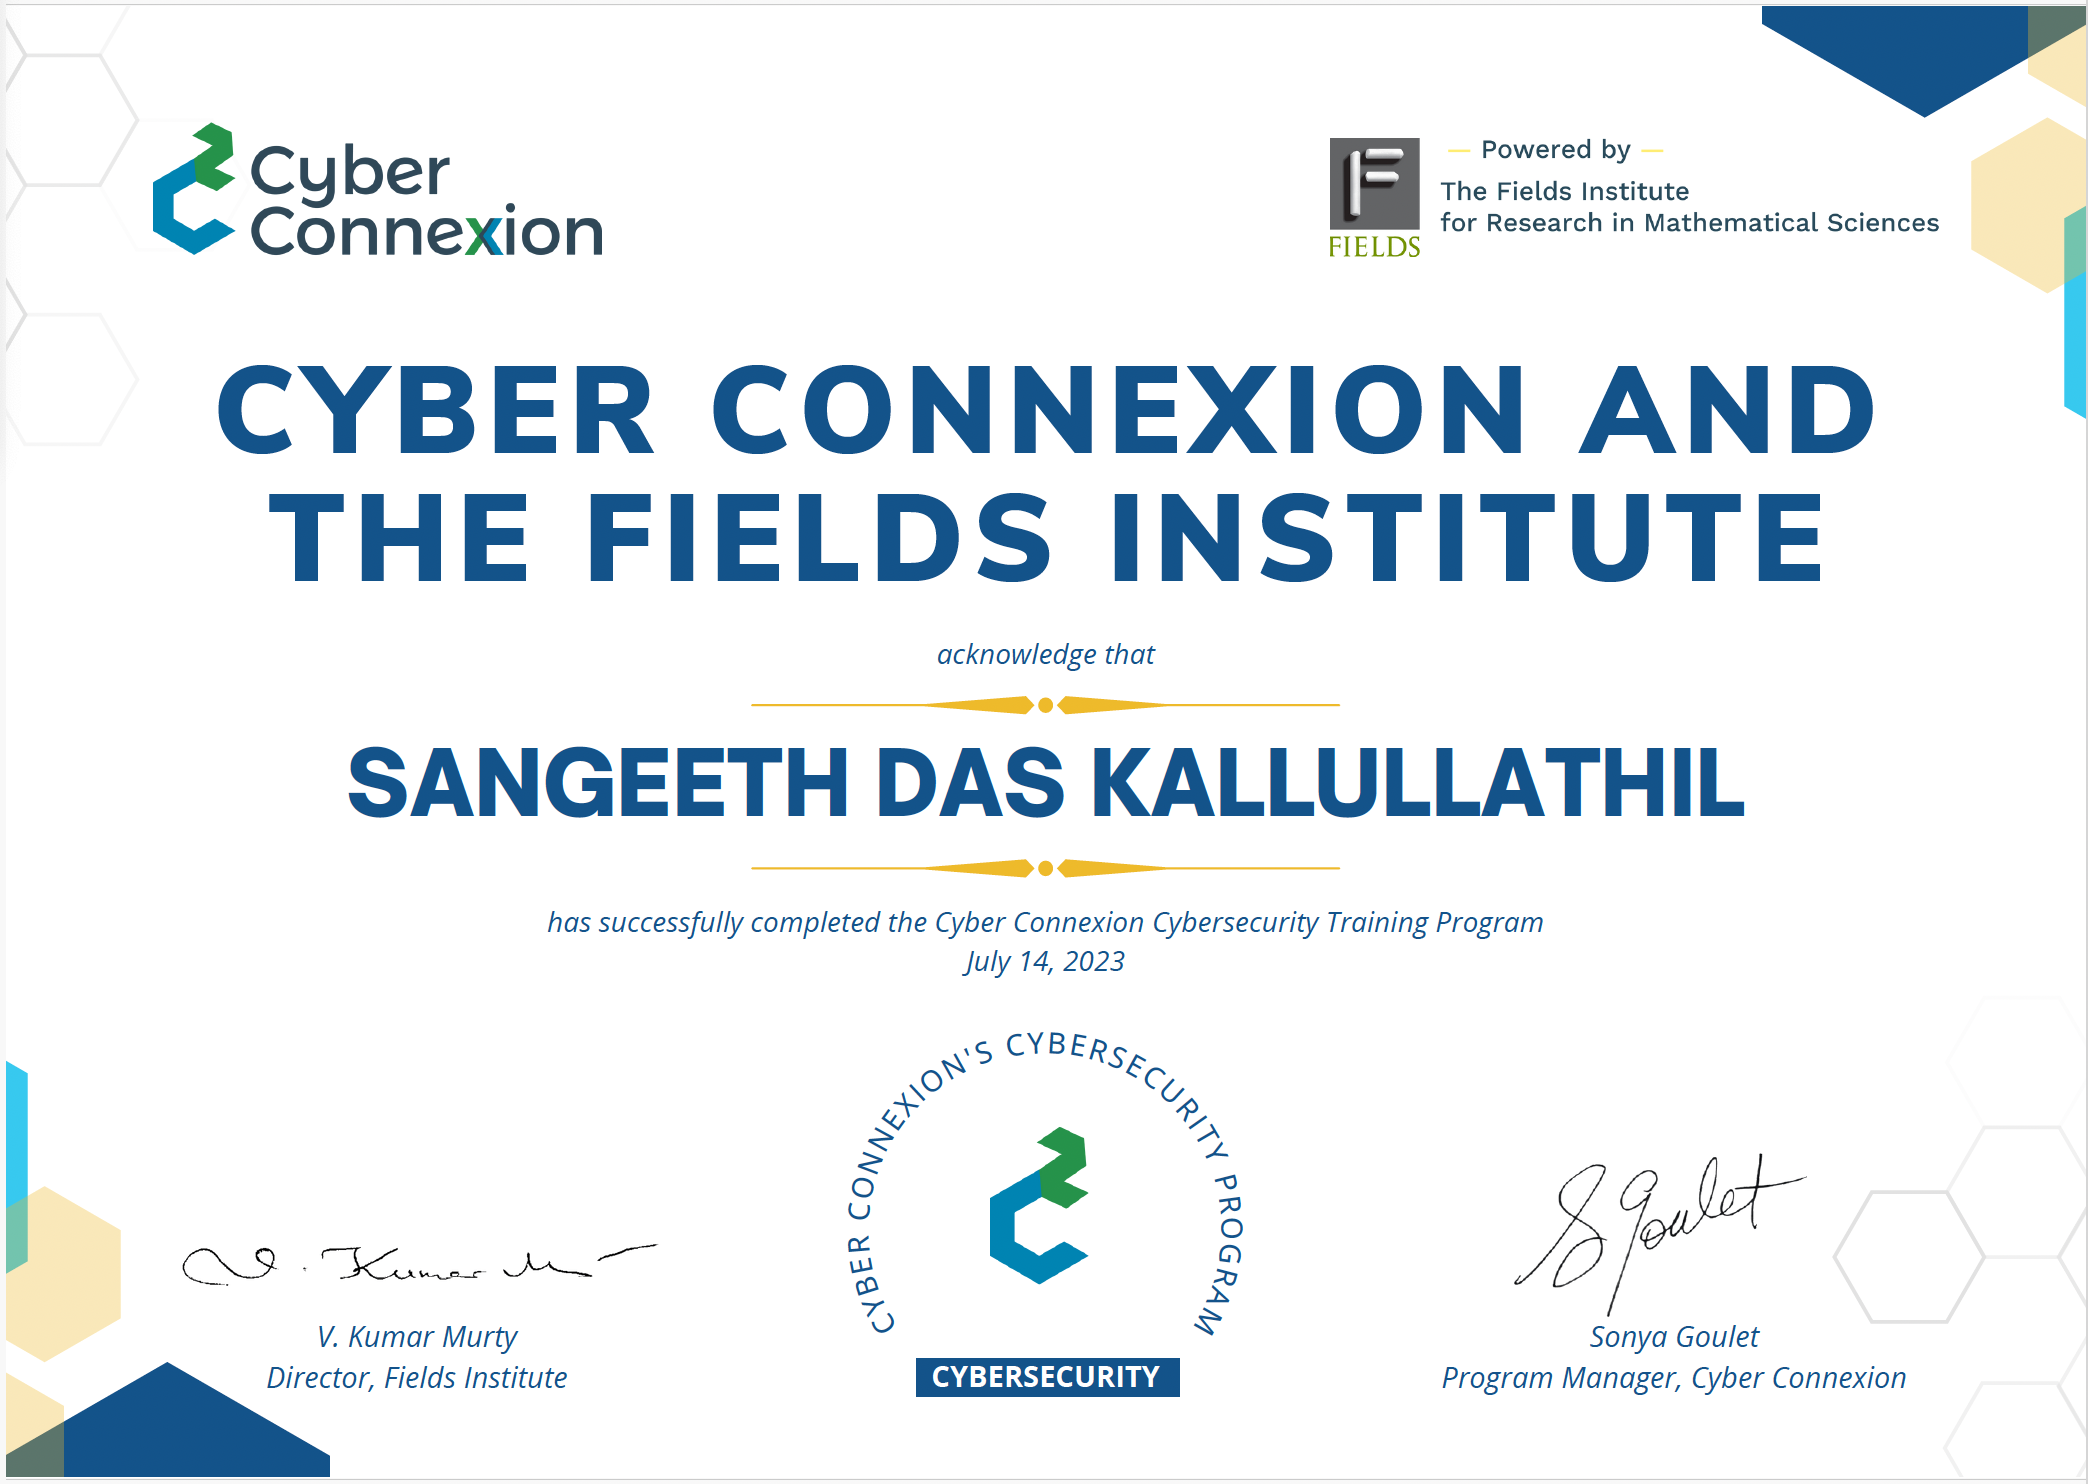 Cyber
Connexion
Powered by
The Fields Institute
for Research in Mathematical Sciences
FIELDS
CYBER CONNEXION AND
THE FIELDS INSTITUTE
acknowledge that
SANGEETH DAS KALLULLATHIL
has successfully completed the Cyber Connexion Cybersecurity Training Program
July 14, 2023
CYBER CONNEXION'S CYBERSECURITY PROGRAM
CYBERSECURITY
V. Kumar Mu
V. Kumar Murty
Director, Fields Institute
S Goulet
Sonya Goulet
Program Manager, Cyber Connexion